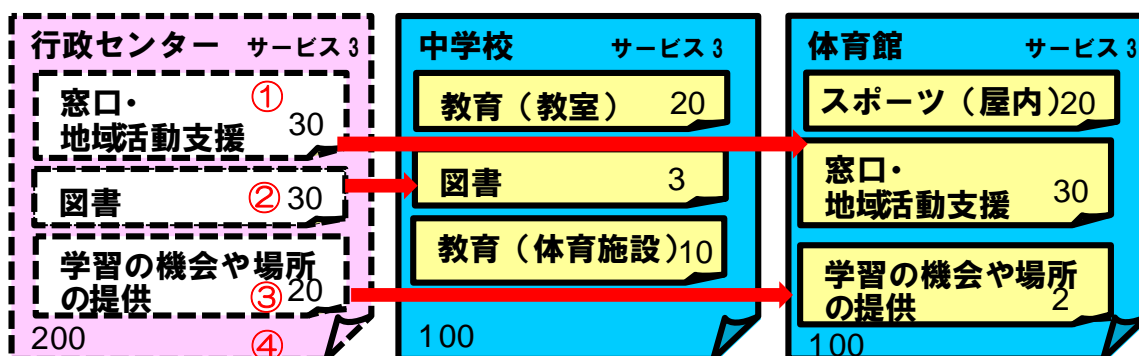 行政センター サービス3
窓口・ ①
地域活動支援 30
図書 ②30
学習の機会や場所
の提供 ③20
200 ④
中学校 サービス3
教育（教室） 20
図書 3
教育（体育施設）10
100
体育館 サービス3
スポーツ（屋内）20
窓口・
地域活動支援 30
学習の機会や場所
の提供 2
100